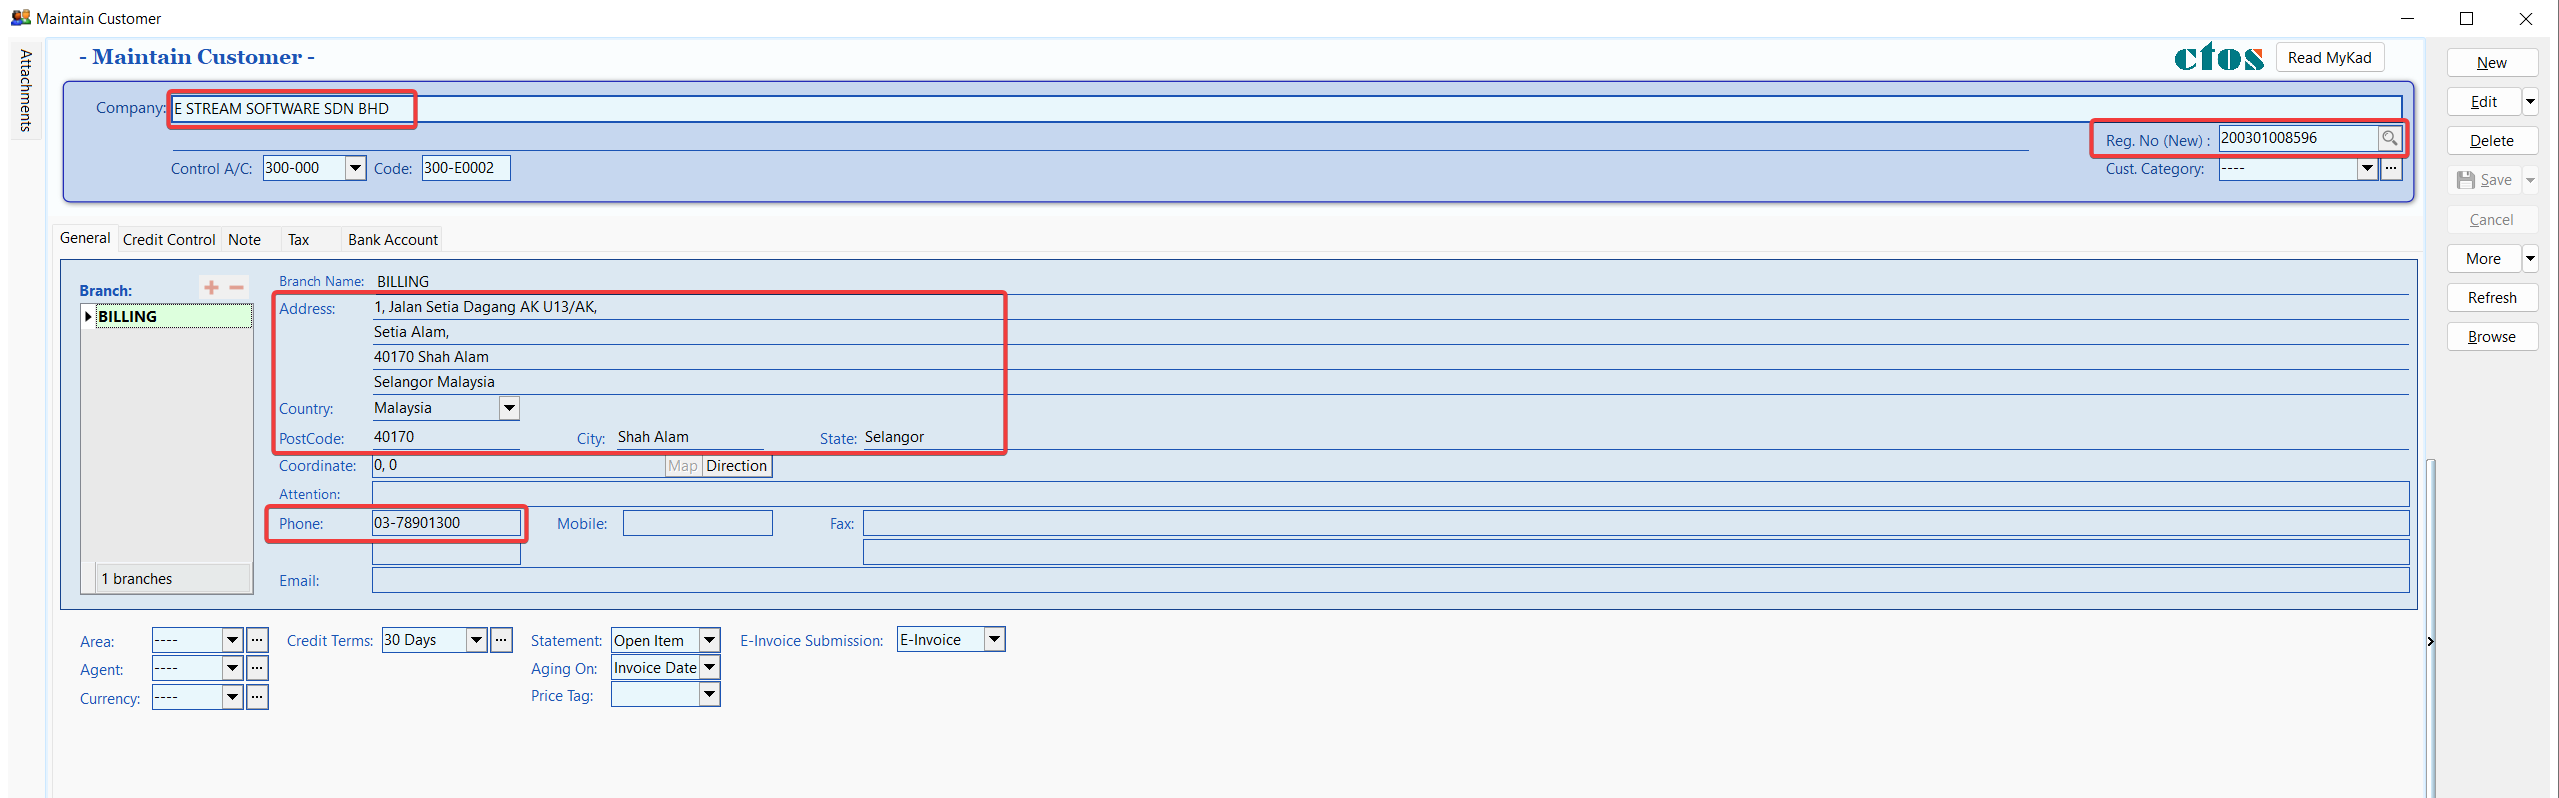 Maintain Customer
Attachments
- Maintain Customer -
ctos
Read MyKad
Company: E STREAM SOFTWARE SDN BHD
Reg. No (New) : 200301008596
Control A/C: 300-000 Code: 300-E0002
Cust. Category: ----
New
Edit
Delete
Save
Cancel
More
Refresh
Browse
General Credit Control Note Tax Bank Account
Branch:
BILLING
1 branches
Branch Name: BILLING
Address: 1, Jalan Setia Dagang AK U13/AK,
Setia Alam,
40170 Shah Alam
Selangor Malaysia
Country: Malaysia
PostCode: 40170 City: Shah Alam State: Selangor
Coordinate: 0, 0 Map Direction
Attention:
Phone: 03-78901300 Mobile: Fax:
Email:
Area: ---- Credit Terms: 30 Days Statement: Open Item E-Invoice Submission: E-Invoice
Agent: ---- Aging On: Invoice Date
Currency: ---- Price Tag: